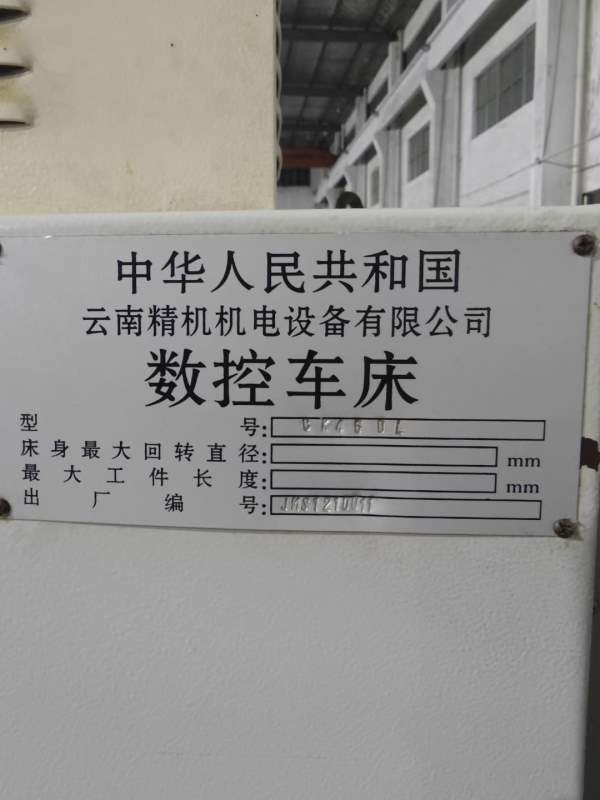 中华人民共和国
云南精机机电设备有限公司
数控车床
型号:
床身最大回转直径: mm
最大工件长度: mm
出厂编号: